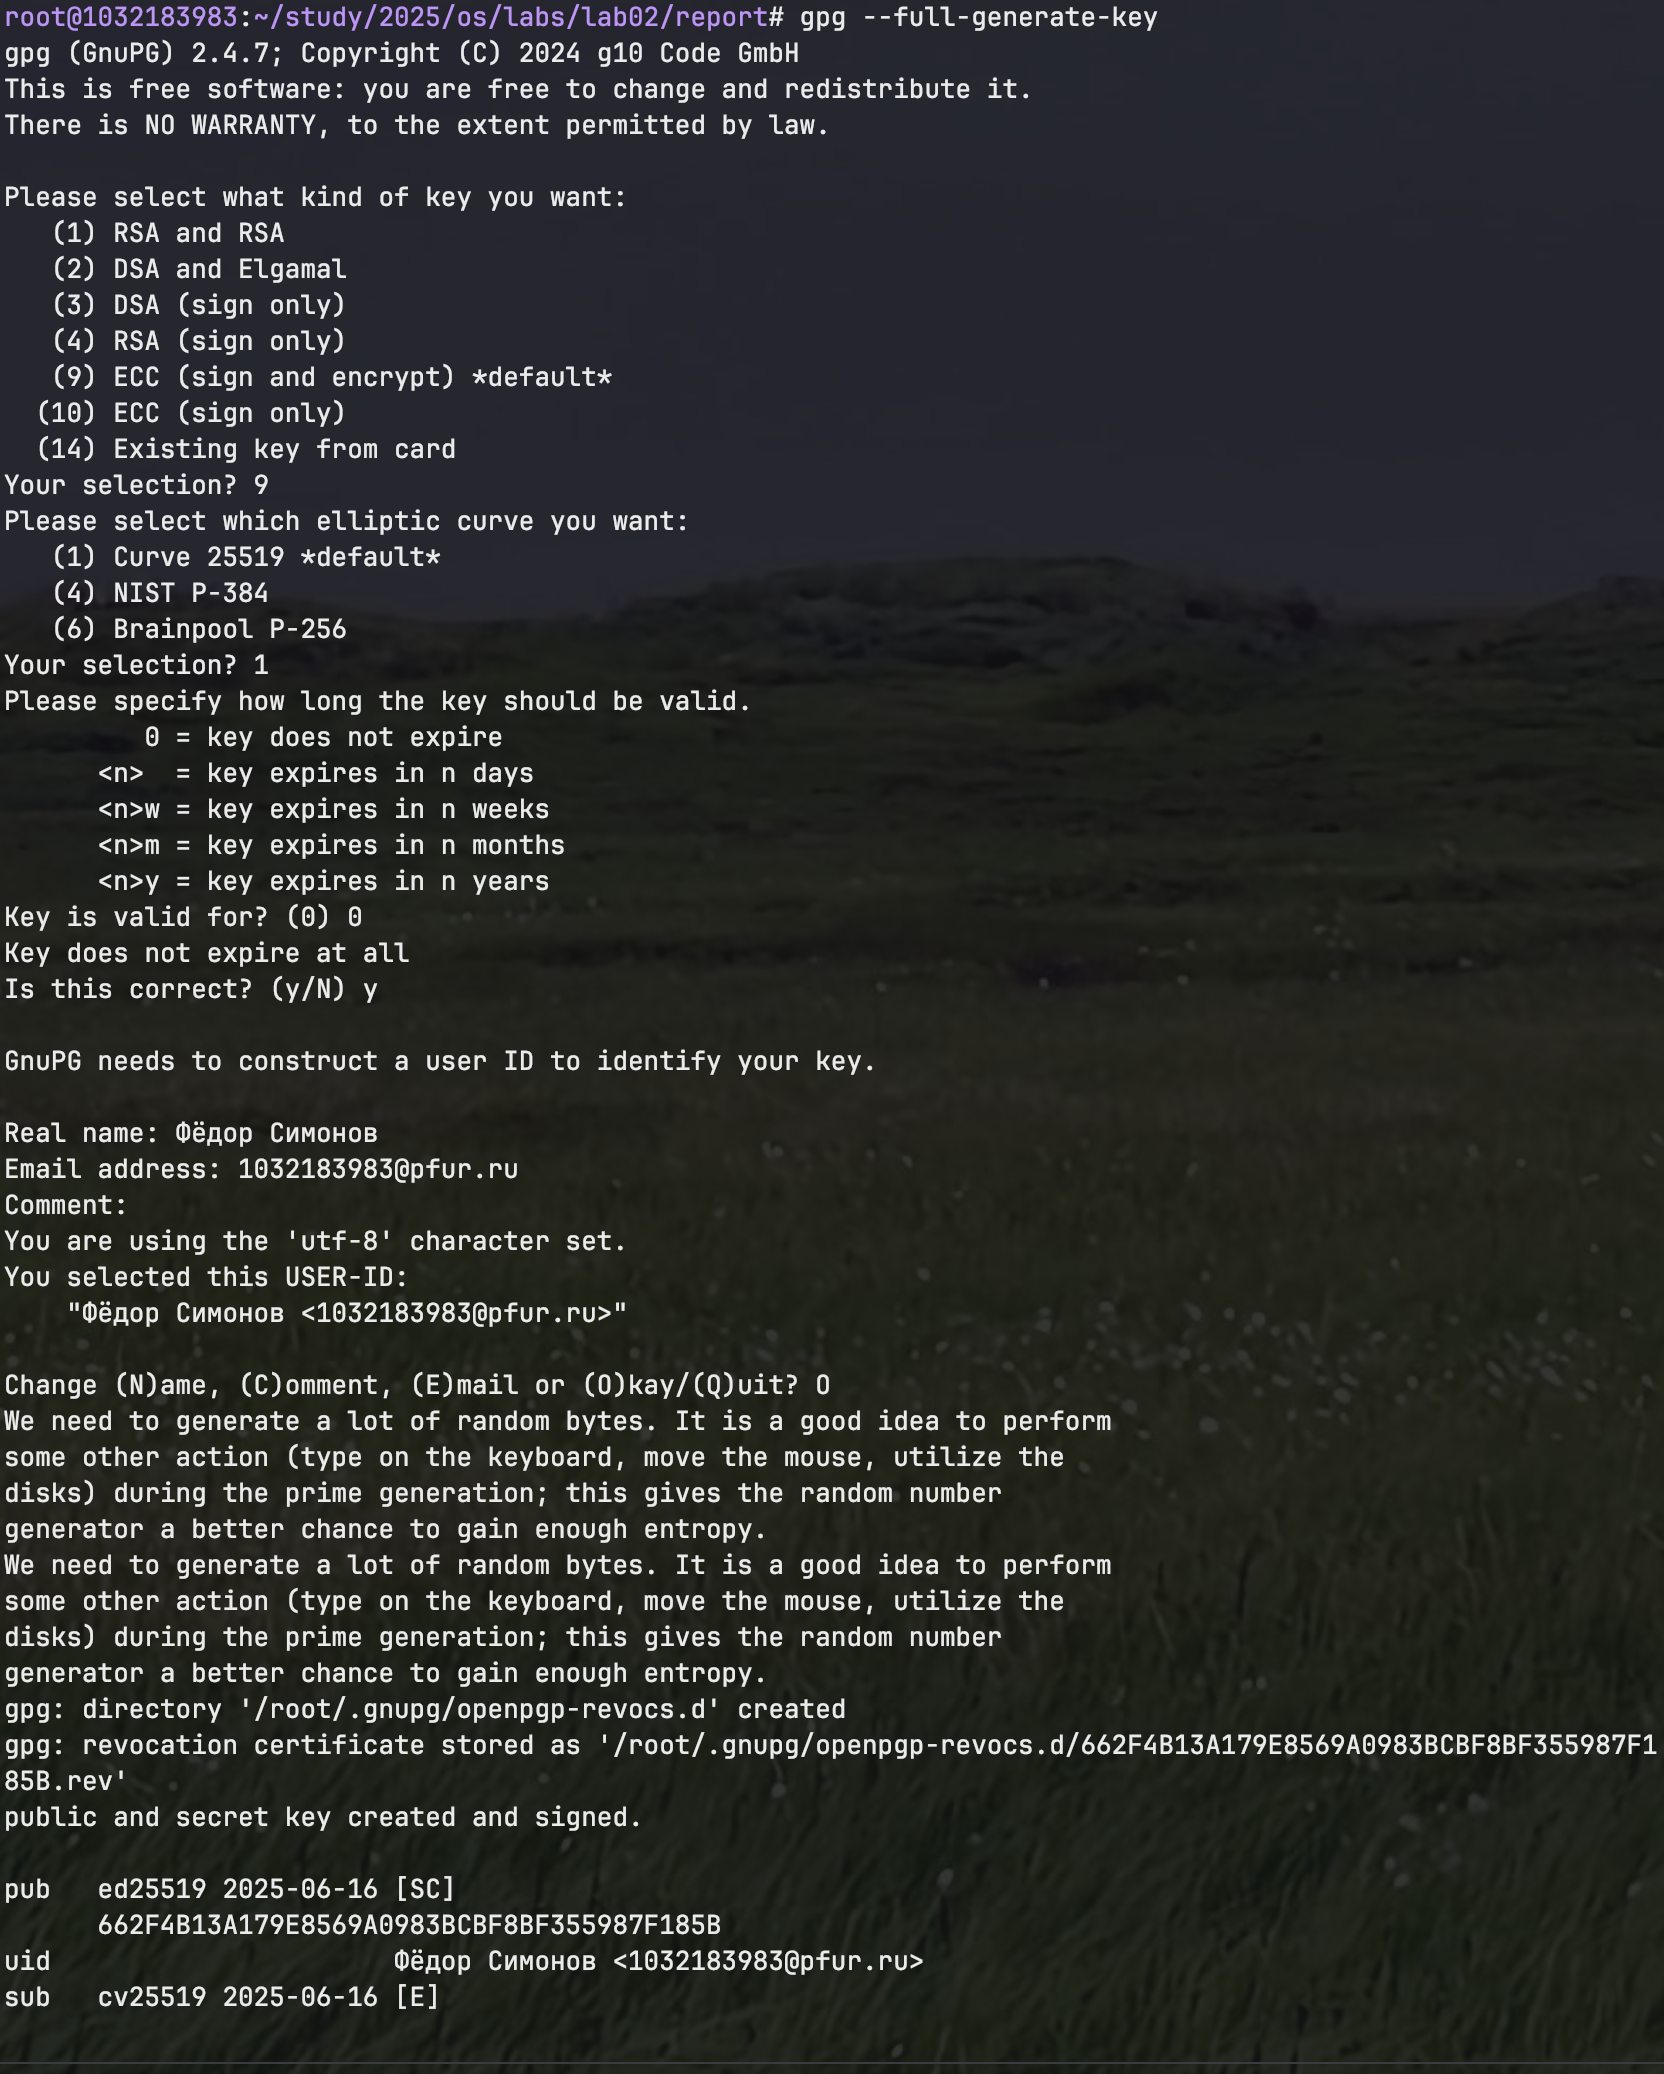 root@1032183983:~/study/2025/os/labs/lab02/report# gpg --full-generate-key
gpg (GnuPG) 2.4.7; Copyright (C) 2024 g10 Code GmbH
This is free software: you are free to change and redistribute it.
There is NO WARRANTY, to the extent permitted by law.

Please select what kind of key you want:
   (1) RSA and RSA
   (2) DSA and Elgamal
   (3) DSA (sign only)
   (4) RSA (sign only)
   (9) ECC (sign and encrypt) *default*
  (10) ECC (sign only)
  (14) Existing key from card
Your selection? 9
Please select which elliptic curve you want:
   (1) Curve 25519 *default*
   (4) NIST P-384
   (6) Brainpool P-256
Your selection? 1
Please specify how long the key should be valid.
         0 = key does not expire
      <n>  = key expires in n days
      <n>w = key expires in n weeks
      <n>m = key expires in n months
      <n>y = key expires in n years
Key is valid for? (0) 0
Key does not expire at all
Is this correct? (y/N) y

GnuPG needs to construct a user ID to identify your key.

Real name: Фёдор Симонов
Email address: 1032183983@pfur.ru
Comment:
You are using the 'utf-8' character set.
You selected this USER-ID:
    "Фёдор Симонов <1032183983@pfur.ru>"

Change (N)ame, (C)omment, (E)mail or (O)kay/(Q)uit? O
We need to generate a lot of random bytes. It is a good idea to perform
some other action (type on the keyboard, move the mouse, utilize the
disks) during the prime generation; this gives the random number
generator a better chance to gain enough entropy.
We need to generate a lot of random bytes. It is a good idea to perform
some other action (type on the keyboard, move the mouse, utilize the
disks) during the prime generation; this gives the random number
generator a better chance to gain enough entropy.
gpg: directory '/root/.gnupg/openpgp-revocs.d' created
gpg: revocation certificate stored as '/root/.gnupg/openpgp-revocs.d/662F4B13A179E8569A0983BCBF8BF355987F1
85B.rev'
public and secret key created and signed.

pub   ed25519 2025-06-16 [SC]
      662F4B13A179E8569A0983BCBF8BF355987F185B
uid                      Фёдор Симонов <1032183983@pfur.ru>
sub   cv25519 2025-06-16 [E]